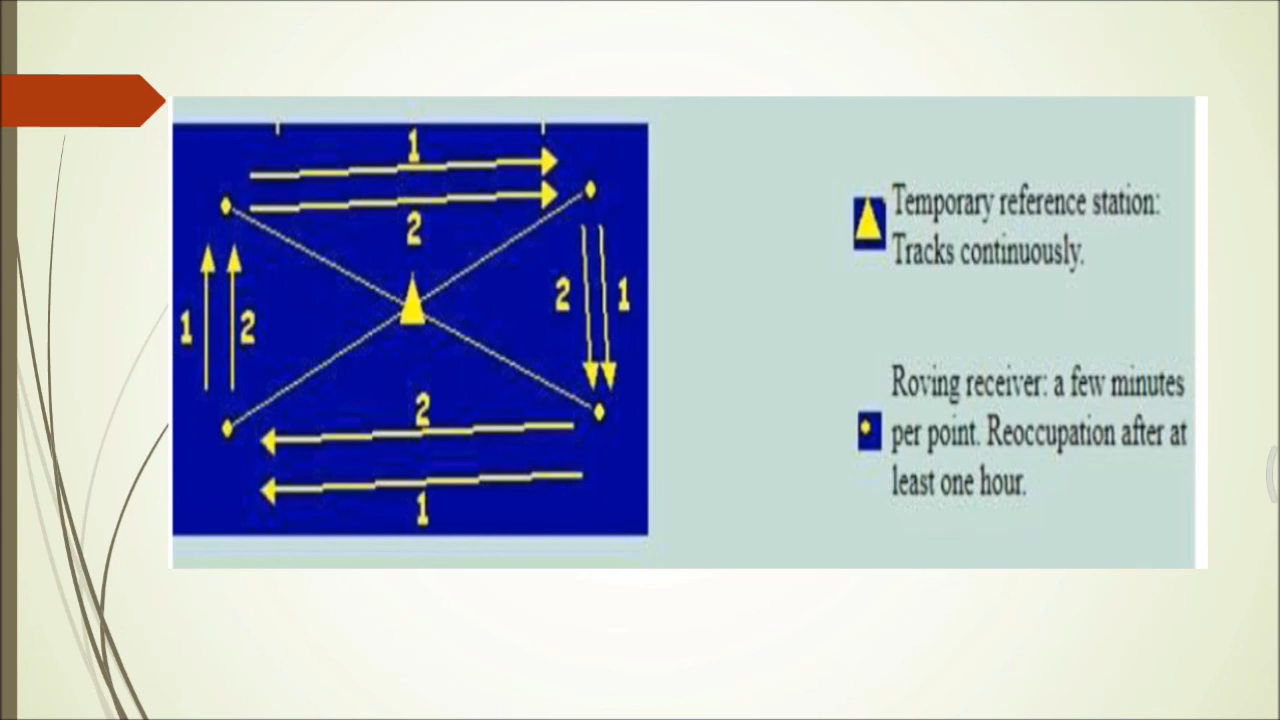 1
2
1
2
2
1
2
1
Temporary reference station:
Tracks continuously.
Roving receiver: a few minutes
per point. Reoccupation after at
least one hour.